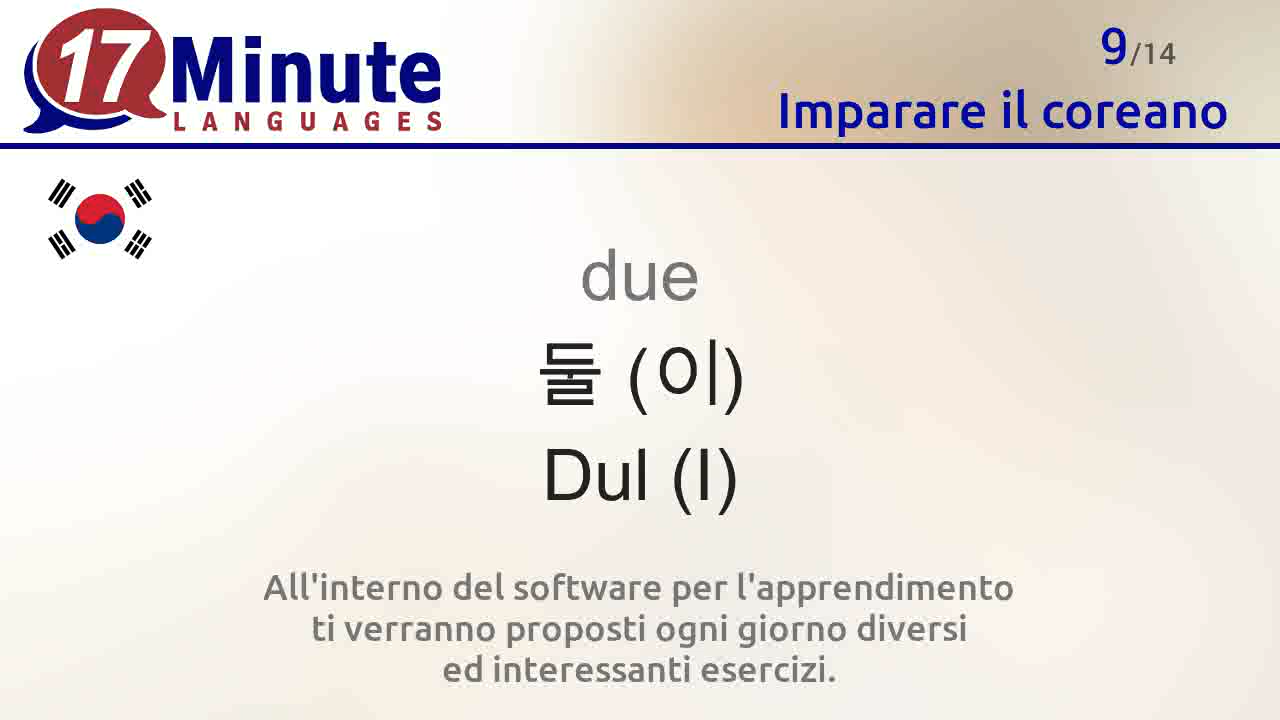 17 Minute
LANGUAGES
9/14
Imparare il coreano
due
둘 (이)
Dul (I)
All'interno del software per l'apprendimento
ti verranno proposti ogni giorno diversi
ed interessanti esercizi.